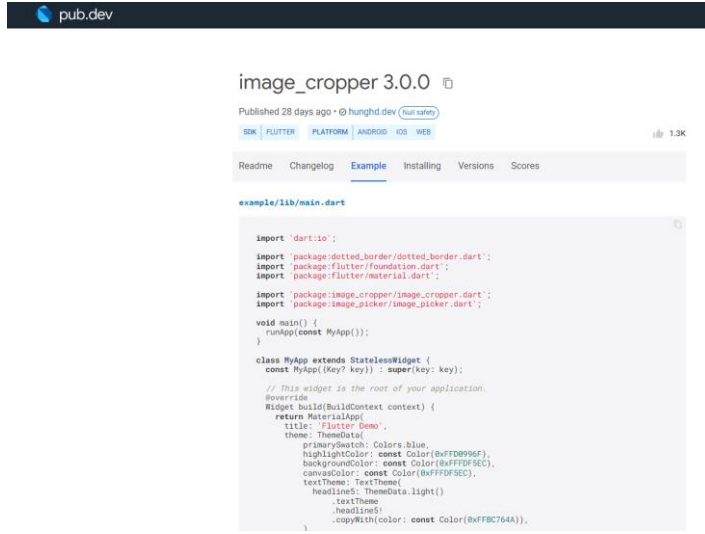 pub.dev
image_cropper 3.0.0
Published 28 days ago • hunghd.dev Null safety
SDK FLUTTER PLATFORM ANDROID IOS WEB
1.3K
Readme Changelog Example Installing Versions Scores
example/lib/main.dart
import 'dart:io';
import 'package:dotted_border/dotted_border.dart';
import 'package:flutter/foundation.dart';
import 'package:flutter/material.dart';
import 'package:image_cropper/image_cropper.dart';
import 'package:image_picker/image_picker.dart';
void main() {
runApp(const MyApp());
}
class MyApp extends StatelessWidget {
const MyApp({Key? key}) : super(key: key);
// This widget is the root of your application.
@override
Widget build(BuildContext context) {
return MaterialApp(
title: 'Flutter Demo',
theme: ThemeData(
primarySwatch: Colors.blue,
highlightColor: const Color(0xFFD0996F),
backgroundColor: const Color(0xFFFDF5EC),
canvasColor: const Color(0xFFFDF5EC),
textTheme: TextTheme(
headline5: ThemeData.light()
.textTheme
.headline5!
.copyWith(color: const Color(0xFFBC764A)),
)